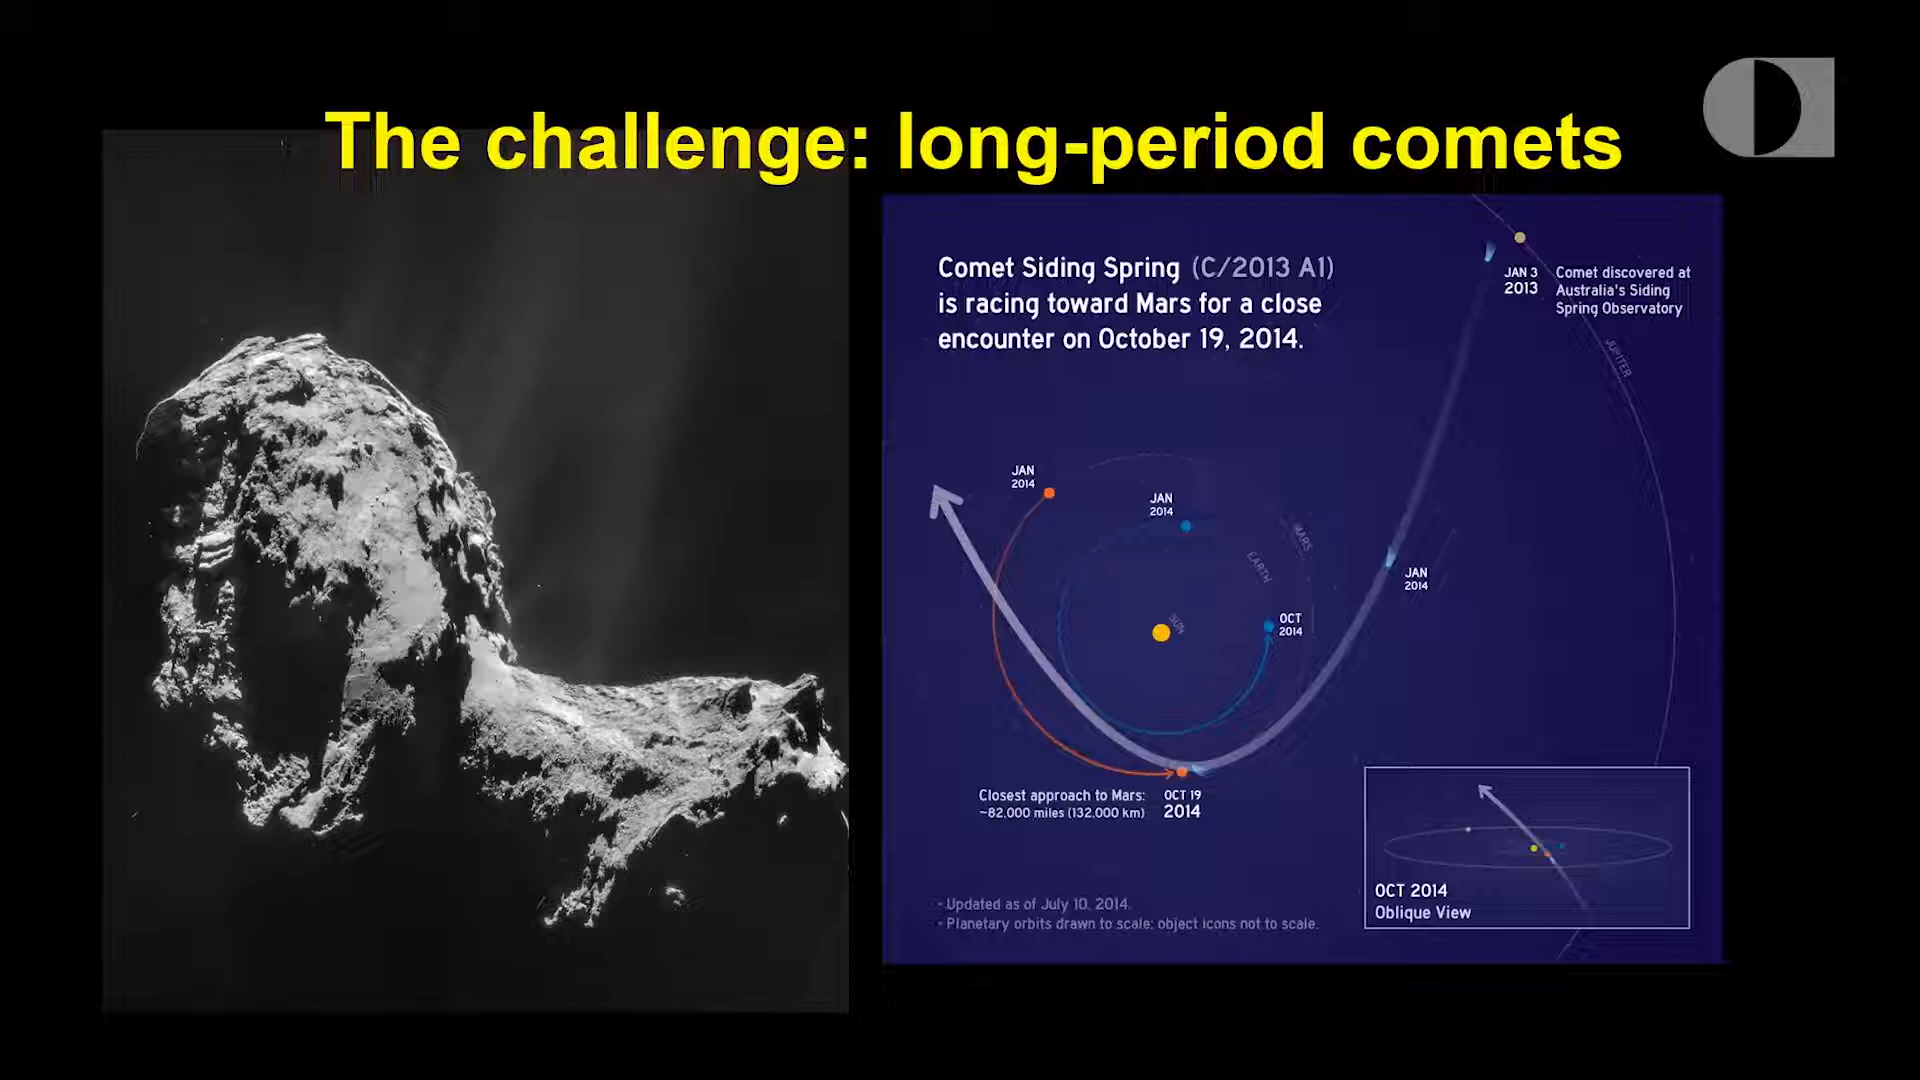 The challenge: long-period comets
Comet Siding Spring (C/2013 A1)
is racing toward Mars for a close
encounter on October 19, 2014.
JAN 3
2013
Comet discovered at
Australia's Siding
Spring Observatory
JUPITER
JAN
2014
JAN
2014
MARS
EARTH
JAN
2014
SUN
OCT
2014
Closest approach to Mars:
~82,000 miles (132,000 km)
OCT 19
2014
OCT 2014
Oblique View
- Updated as of July 10, 2014.
- Planetary orbits drawn to scale; object icons not to scale.